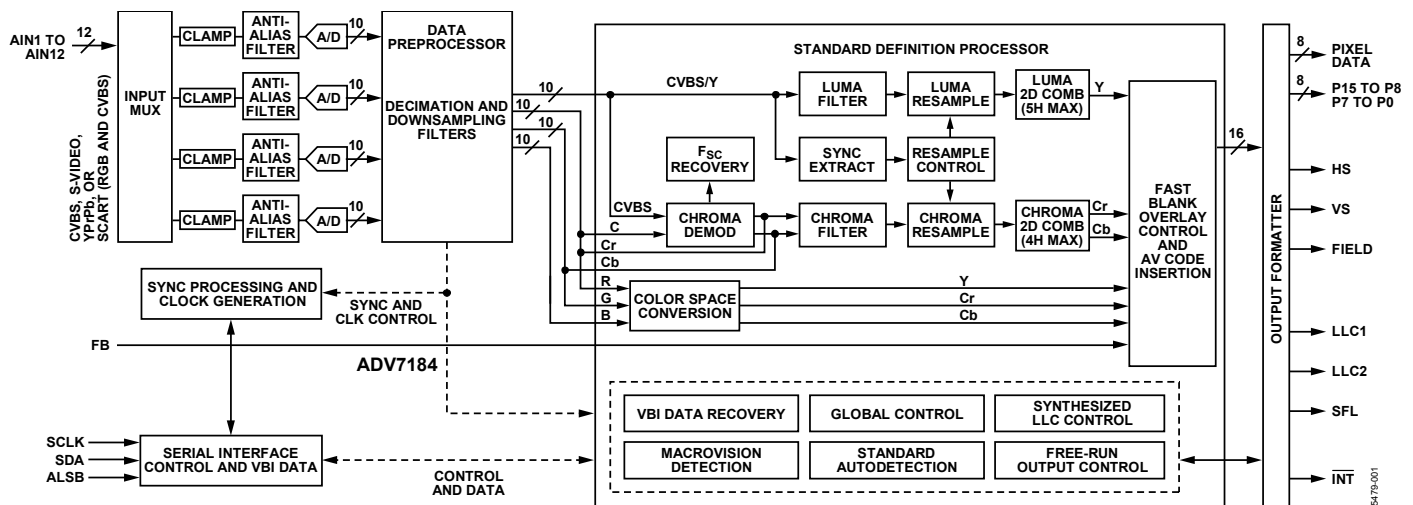 AIN1 TO
AIN12
12
INPUT
MUX
CVBS, S-VIDEO,
YPrPb, OR
SCART (RGB AND CVBS)
CLAMP
ANTI-
ALIAS
FILTER
A/D
10
CLAMP
ANTI-
ALIAS
FILTER
A/D
10
CLAMP
ANTI-
ALIAS
FILTER
A/D
10
CLAMP
ANTI-
ALIAS
FILTER
A/D
10
DATA
PREPROCESSOR
DECIMATION AND
DOWNSAMPLING
FILTERS
10
10
10
10
STANDARD DEFINITION PROCESSOR
CVBS/Y
LUMA
FILTER
LUMA
RESAMPLE
LUMA
2D COMB
(5H MAX)
Y
FSC
RECOVERY
SYNC
EXTRACT
RESAMPLE
CONTROL
CVBS
C
CHROMA
DEMOD
CHROMA
FILTER
CHROMA
RESAMPLE
CHROMA
2D COMB
(4H MAX)
Cr
Cb
Cr
Cb
R
G
B
COLOR SPACE
CONVERSION
Y
Cr
Cb
FAST
BLANK
OVERLAY
CONTROL
AND
AV CODE
INSERTION
16
OUTPUT FORMATTER
8
PIXEL
DATA
8
P15 TO P8
P7 TO P0
HS
VS
FIELD
LLC1
LLC2
SFL
INT
SYNC PROCESSING AND
CLOCK GENERATION
SYNC AND
CLK CONTROL
FB
ADV7184
SCLK
SDA
ALSB
SERIAL INTERFACE
CONTROL AND VBI DATA
CONTROL
AND DATA
VBI DATA RECOVERY
GLOBAL CONTROL
SYNTHESIZED
LLC CONTROL
MACROVISION
DETECTION
STANDARD
AUTODETECTION
FREE-RUN
OUTPUT CONTROL
5479-001